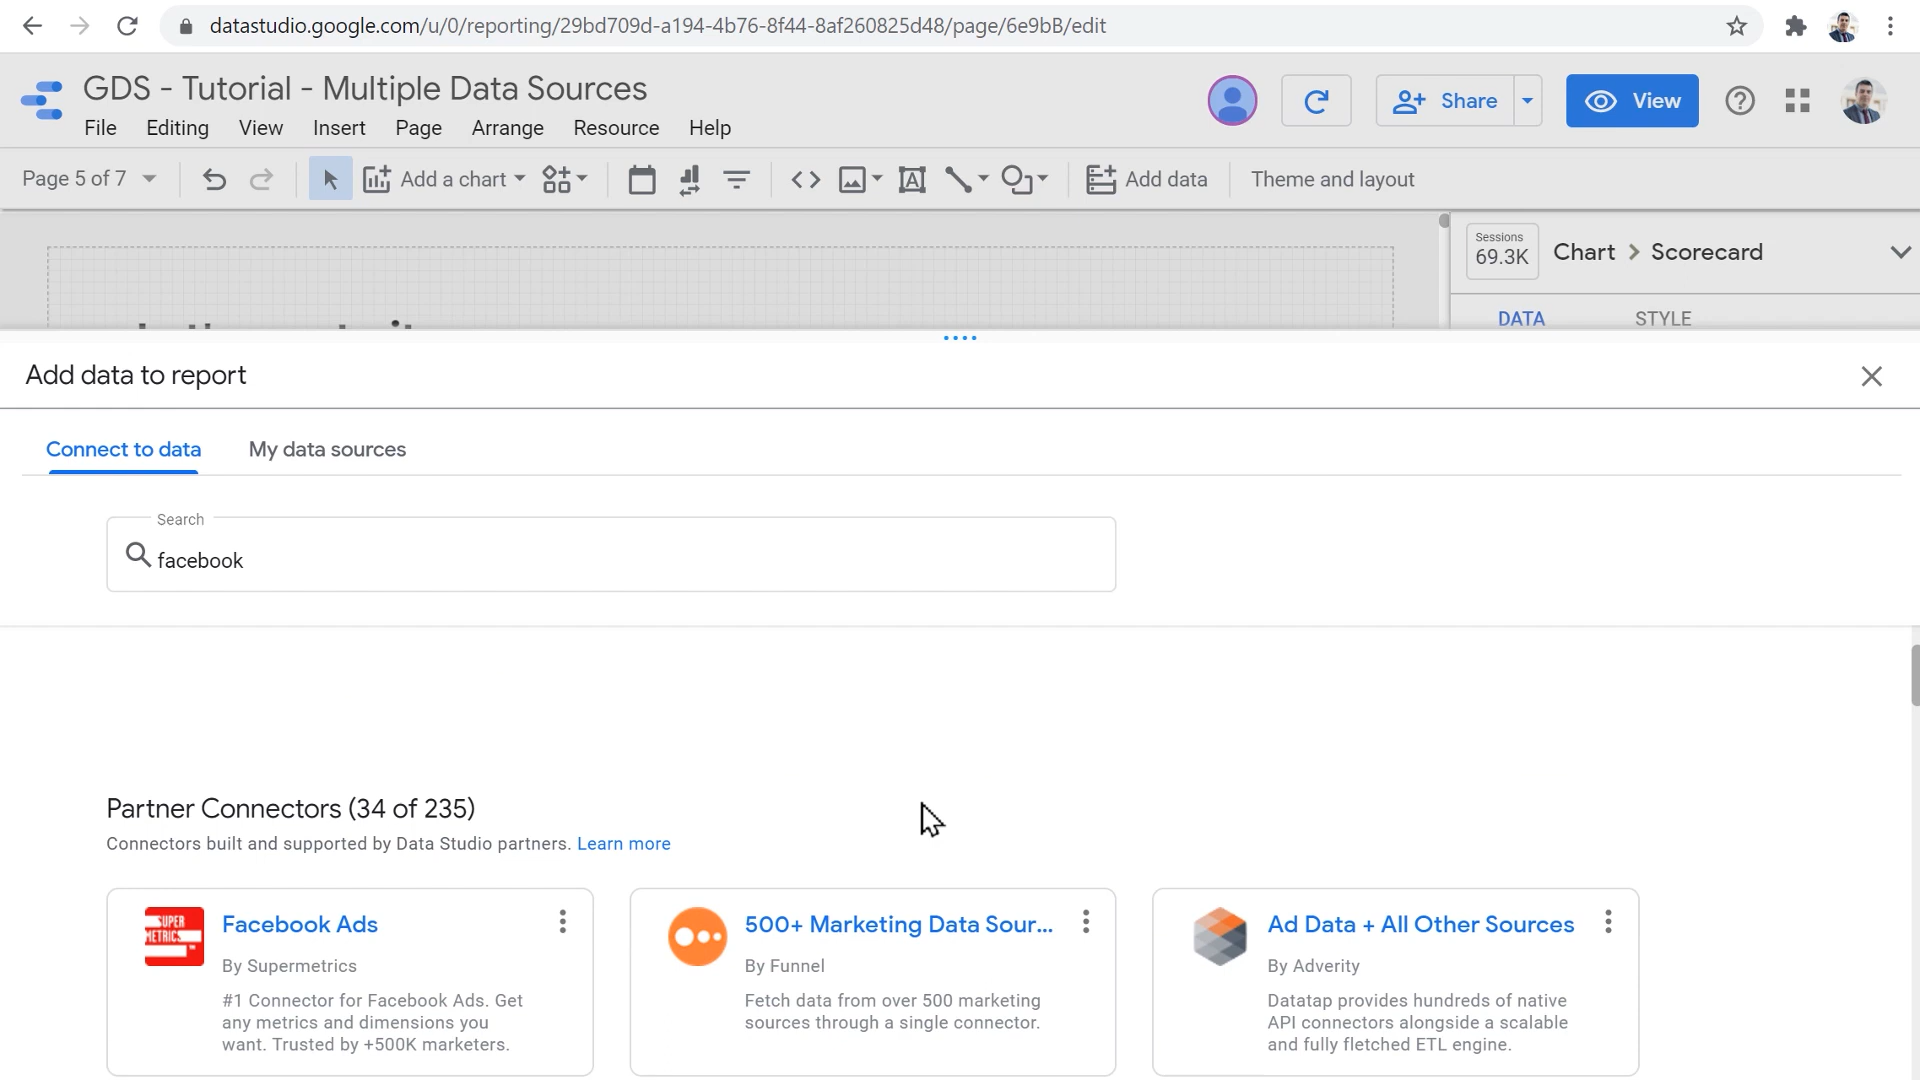 datastudio.google.com/u/0/reporting/29bd709d-a194-4b76-8f44-8af260825d48/page/6e9bB/edit
GDS - Tutorial - Multiple Data Sources
File Editing View Insert Page Arrange Resource Help
Share
View
Page 5 of 7
Add a chart
Add data
Theme and layout
Sessions
69.3K
Chart
Scorecard
DATA
STYLE
Add data to report
Connect to data
My data sources
Search
facebook
Partner Connectors (34 of 235)
Connectors built and supported by Data Studio partners. Learn more
SUPER
METRICS
Facebook Ads
By Supermetrics
#1 Connector for Facebook Ads. Get
any metrics and dimensions you
want. Trusted by +500K marketers.
500+ Marketing Data Sour...
By Funnel
Fetch data from over 500 marketing
sources through a single connector.
Ad Data + All Other Sources
By Adverity
Datatap provides hundreds of native
API connectors alongside a scalable
and fully fletched ETL engine.